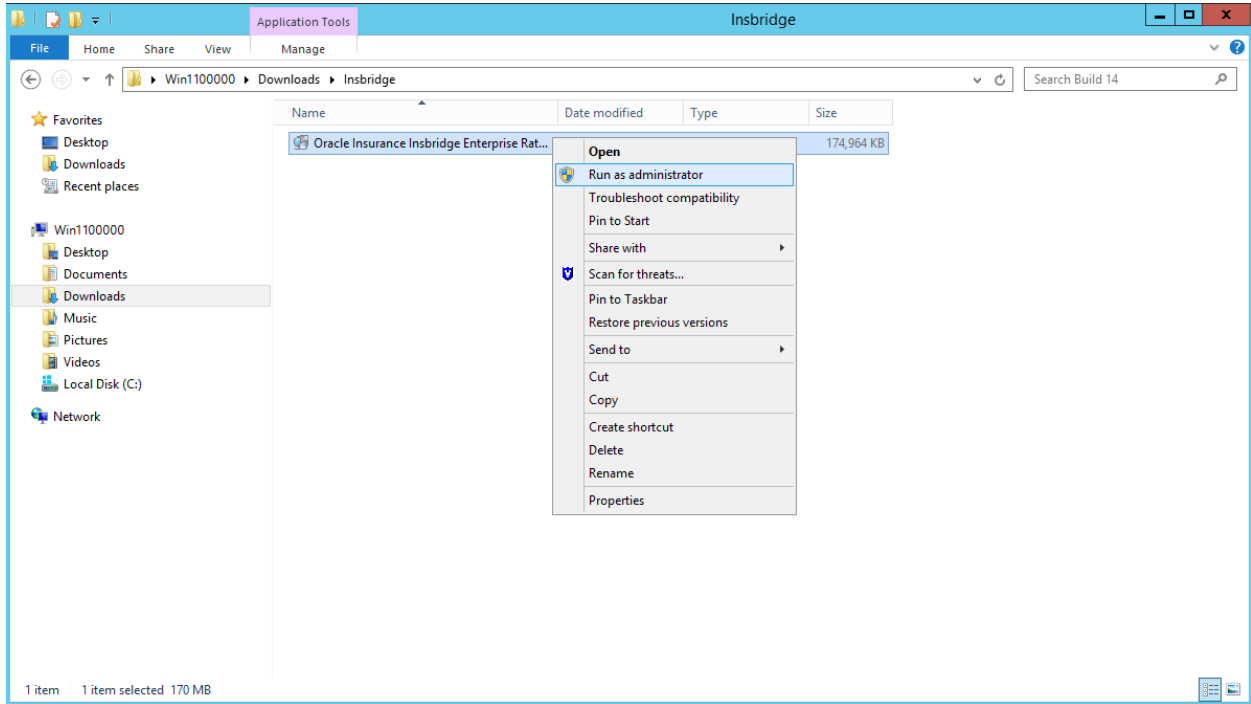 Application Tools
Insbridge
File Home Share View Manage
Win1100000 Downloads Insbridge
Search Build 14
Name Date modified Type Size
Oracle Insurance Insbridge Enterprise Rat... 174,964 KB
Favorites
Desktop
Downloads
Recent places
Win1100000
Desktop
Documents
Downloads
Music
Pictures
Videos
Local Disk (C:)
Network
Open
Run as administrator
Troubleshoot compatibility
Pin to Start
Share with
Scan for threats...
Pin to Taskbar
Restore previous versions
Send to
Cut
Copy
Create shortcut
Delete
Rename
Properties
1 item 1 item selected 170 MB